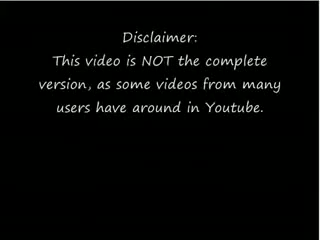 Disclaimer:
This video is NOT the complete
version, as some videos from many
users have around in Youtube.